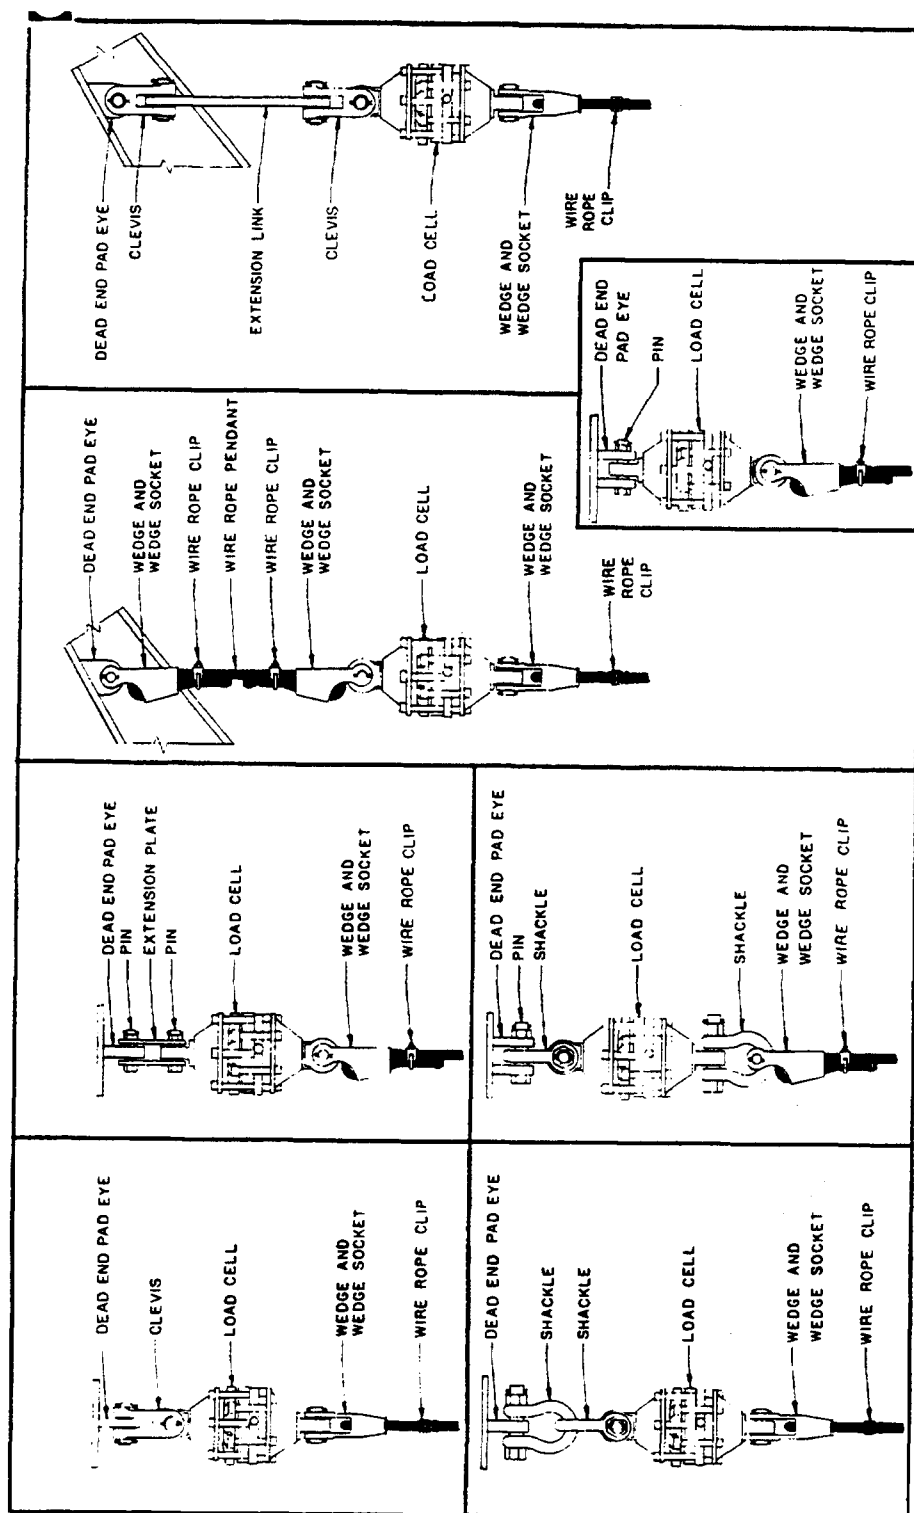 DEAD END PAD EYE
CLEVIS
EXTENSION LINK
CLEVIS
LOAD CELL
WEDGE AND
WEDGE SOCKET
WIRE
ROPE
CLIP
DEAD END PAD EYE
WEDGE AND
WEDGE SOCKET
WIRE ROPE CLIP
WIRE ROPE PENDANT
WIRE ROPE CLIP
WEDGE AND
WEDGE SOCKET
LOAD CELL
WEDGE AND
WEDGE SOCKET
WIRE
ROPE
CLIP
DEAD END
PAD EYE
PIN
LOAD CELL
WEDGE AND
WEDGE SOCKET
WIRE ROPE CLIP
DEAD END PAD EYE
PIN
EXTENSION PLATE
PIN
LOAD CELL
WEDGE AND
WEDGE SOCKET
WIRE ROPE CLIP
DEAD END PAD EYE
PIN
SHACKLE
LOAD CELL
SHACKLE
WEDGE AND
WEDGE SOCKET
WIRE ROPE CLIP
DEAD END PAD EYE
CLEVIS
LOAD CELL
WEDGE AND
WEDGE SOCKET
WIRE ROPE CLIP
DEAD END PAD EYE
SHACKLE
SHACKLE
LOAD CELL
WEDGE AND
WEDGE SOCKET
WIRE ROPE CLIP